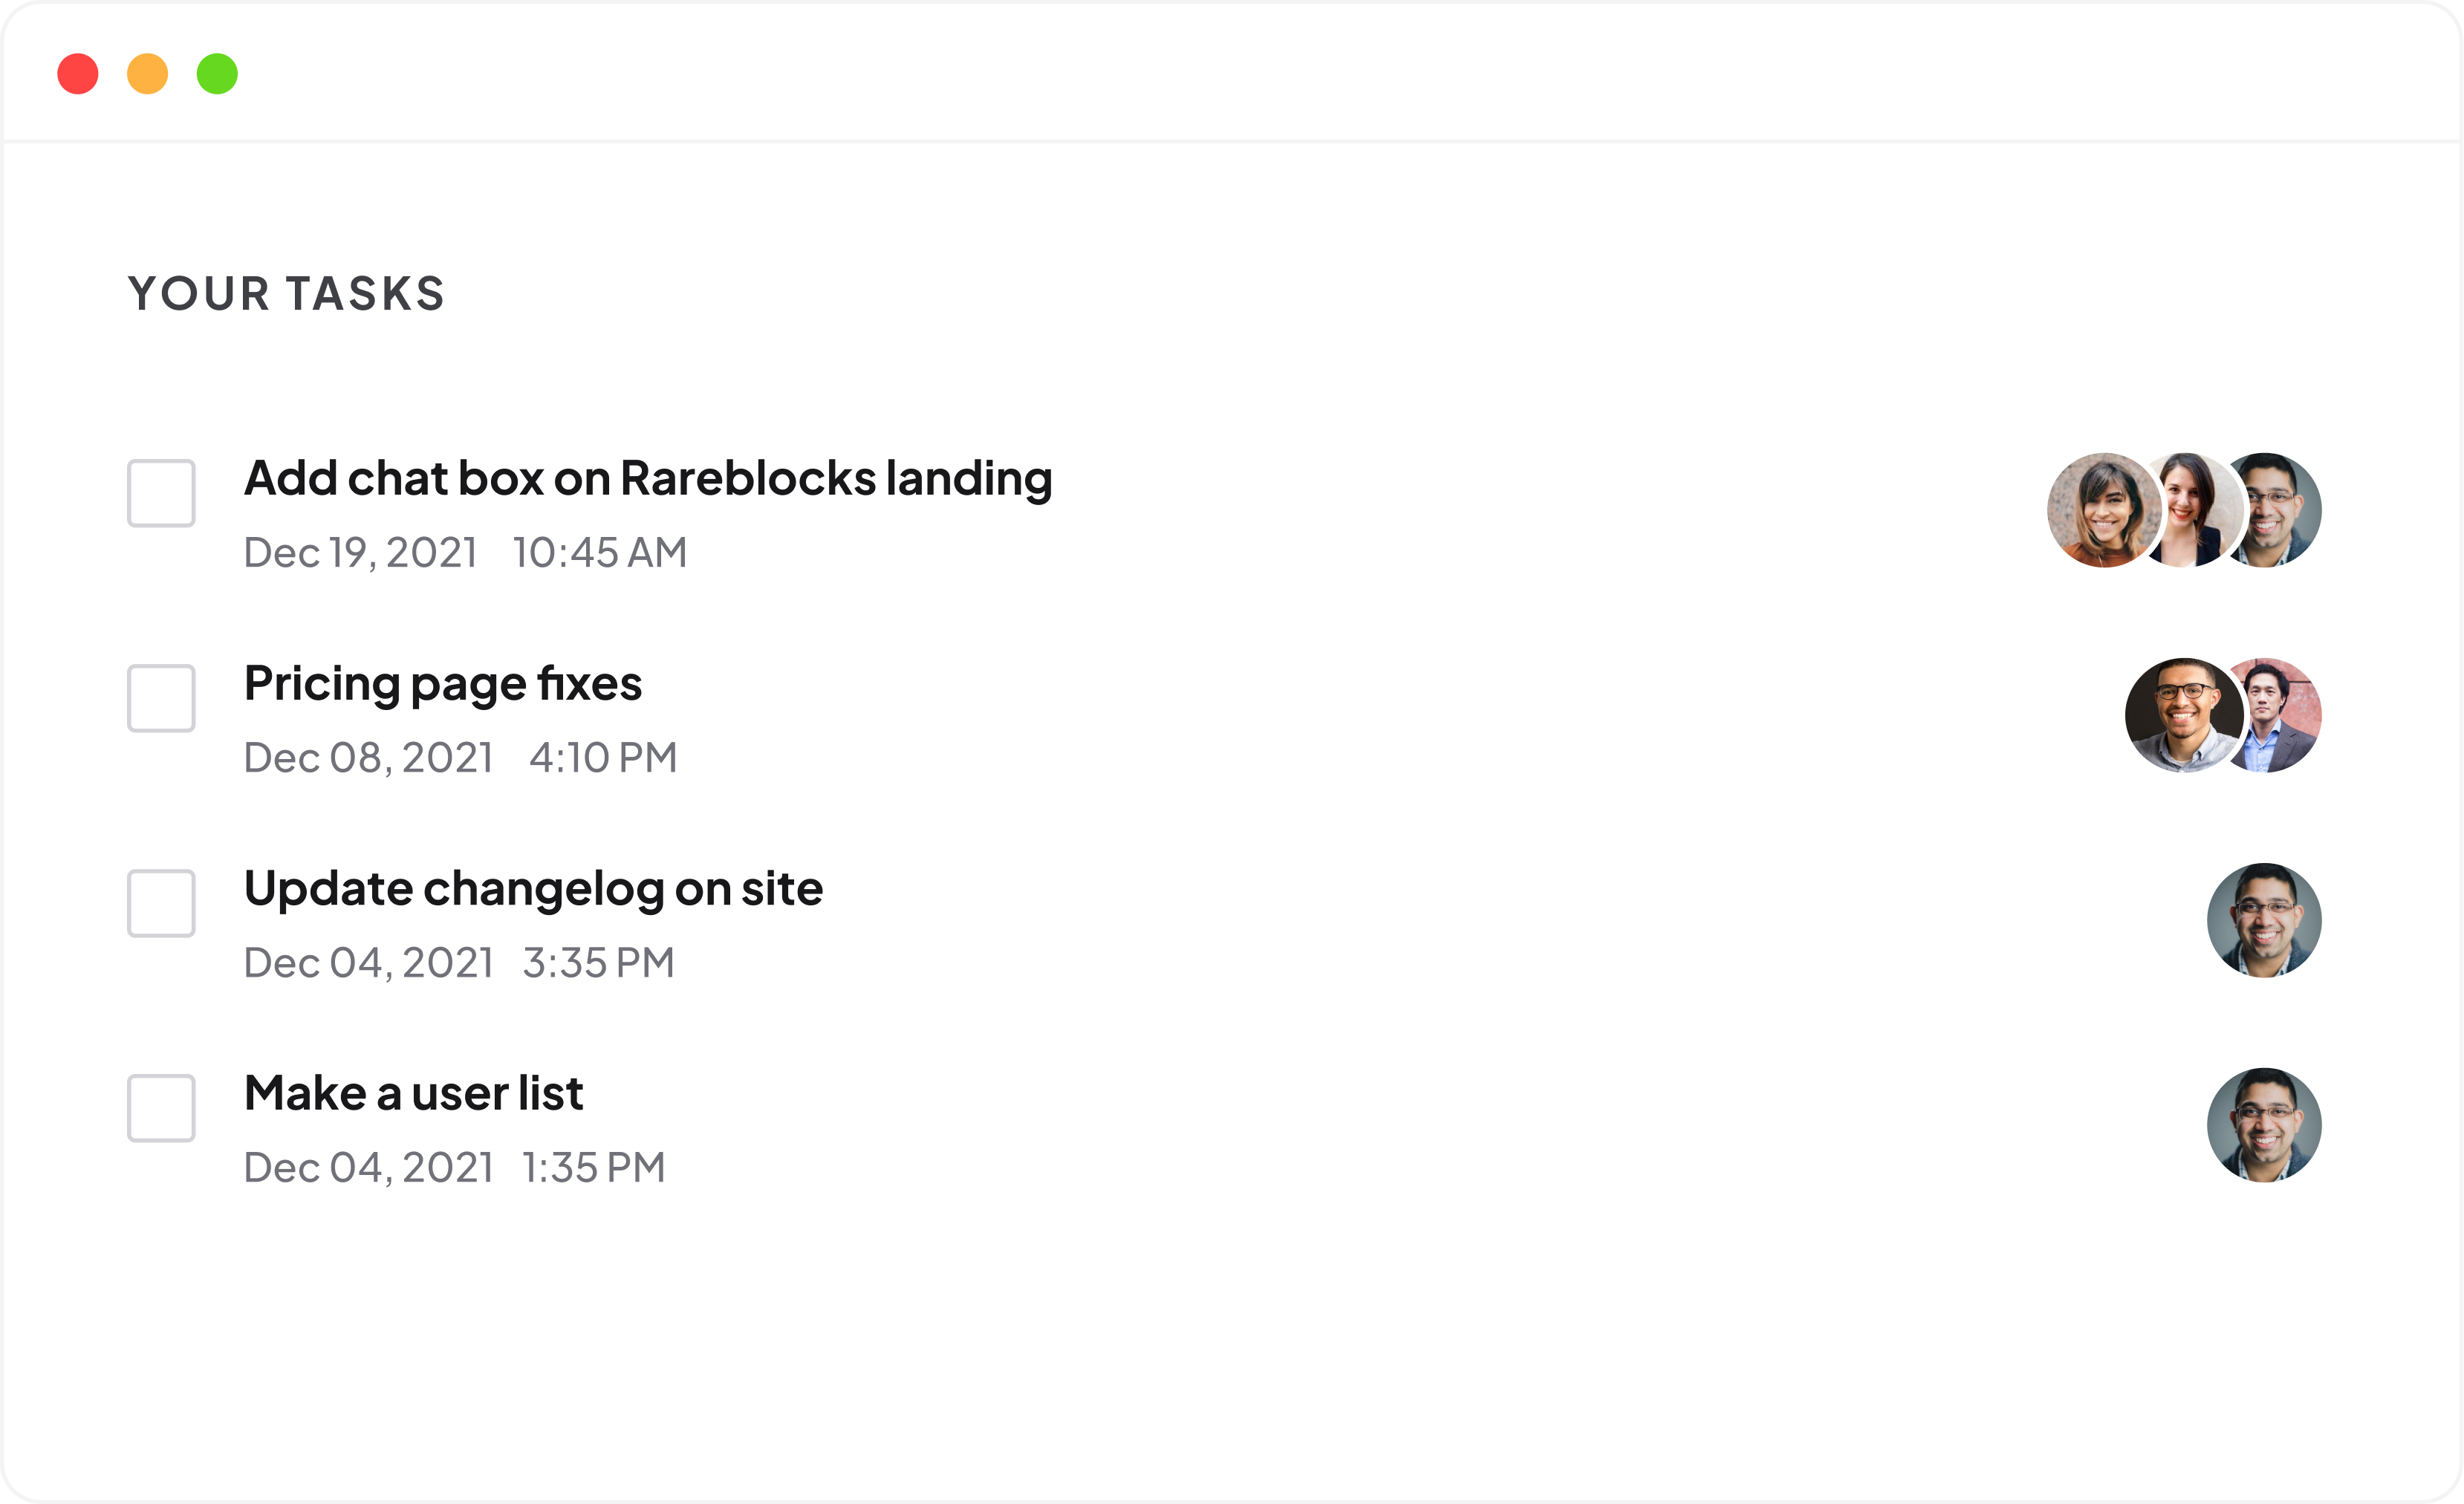 YOUR TASKS
Add chat box on Rareblocks landing
Dec 19, 2021 10:45 AM
Pricing page fixes
Dec 08, 2021 4:10 PM
Update changelog on site
Dec 04, 2021 3:35 PM
Make a user list
Dec 04, 2021 1:35 PM